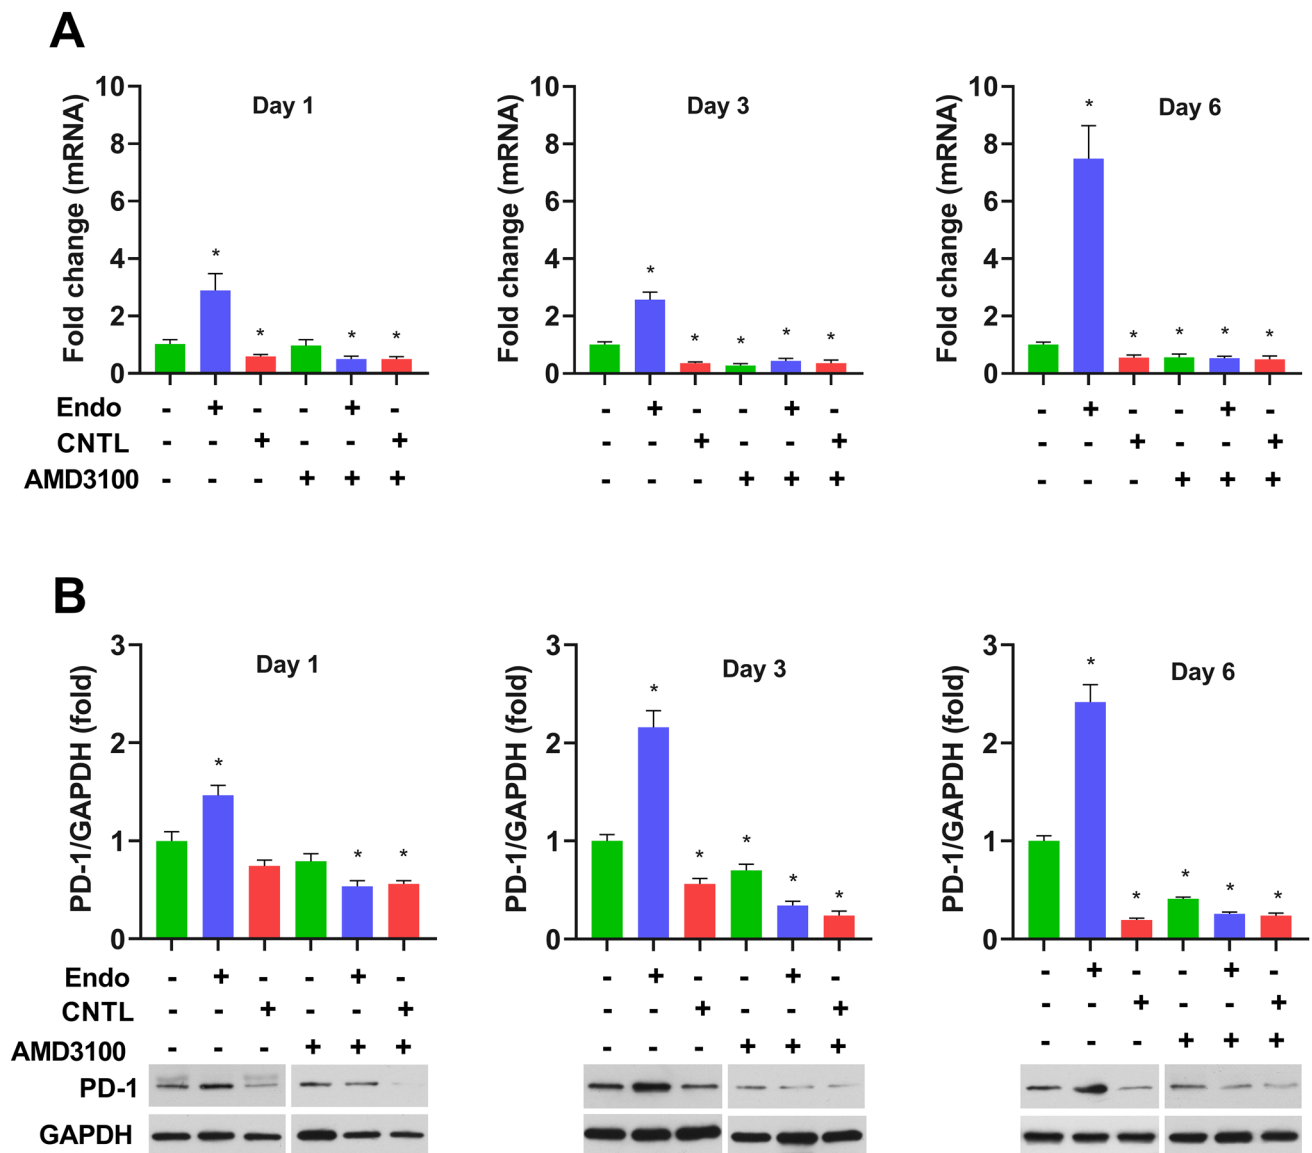 A
Day 1
Day 3
Day 6
Fold change (mRNA)
10
8
6
4
2
0
* * * *
Fold change (mRNA)
10
8
6
4
2
0
* * * * *
Fold change (mRNA)
10
8
6
4
2
0
* * * * *
Endo - + - - + - - + - - + - - + - - + -
CNTL - - + - - + - - + - - + - - + - - +
AMD3100 - - - + + + - - - + + + - - - + + +
B
Day 1
Day 3
Day 6
PD-1/GAPDH (fold)
3
2
1
0
* * *
PD-1/GAPDH (fold)
3
2
1
0
* * * * *
PD-1/GAPDH (fold)
3
2
1
0
* * * * *
Endo - + - - + - - + - - + - - + - - + -
CNTL - - + - - + - - + - - + - - + - - +
AMD3100 - - - + + + - - - + + + - - - + + +
PD-1
GAPDH